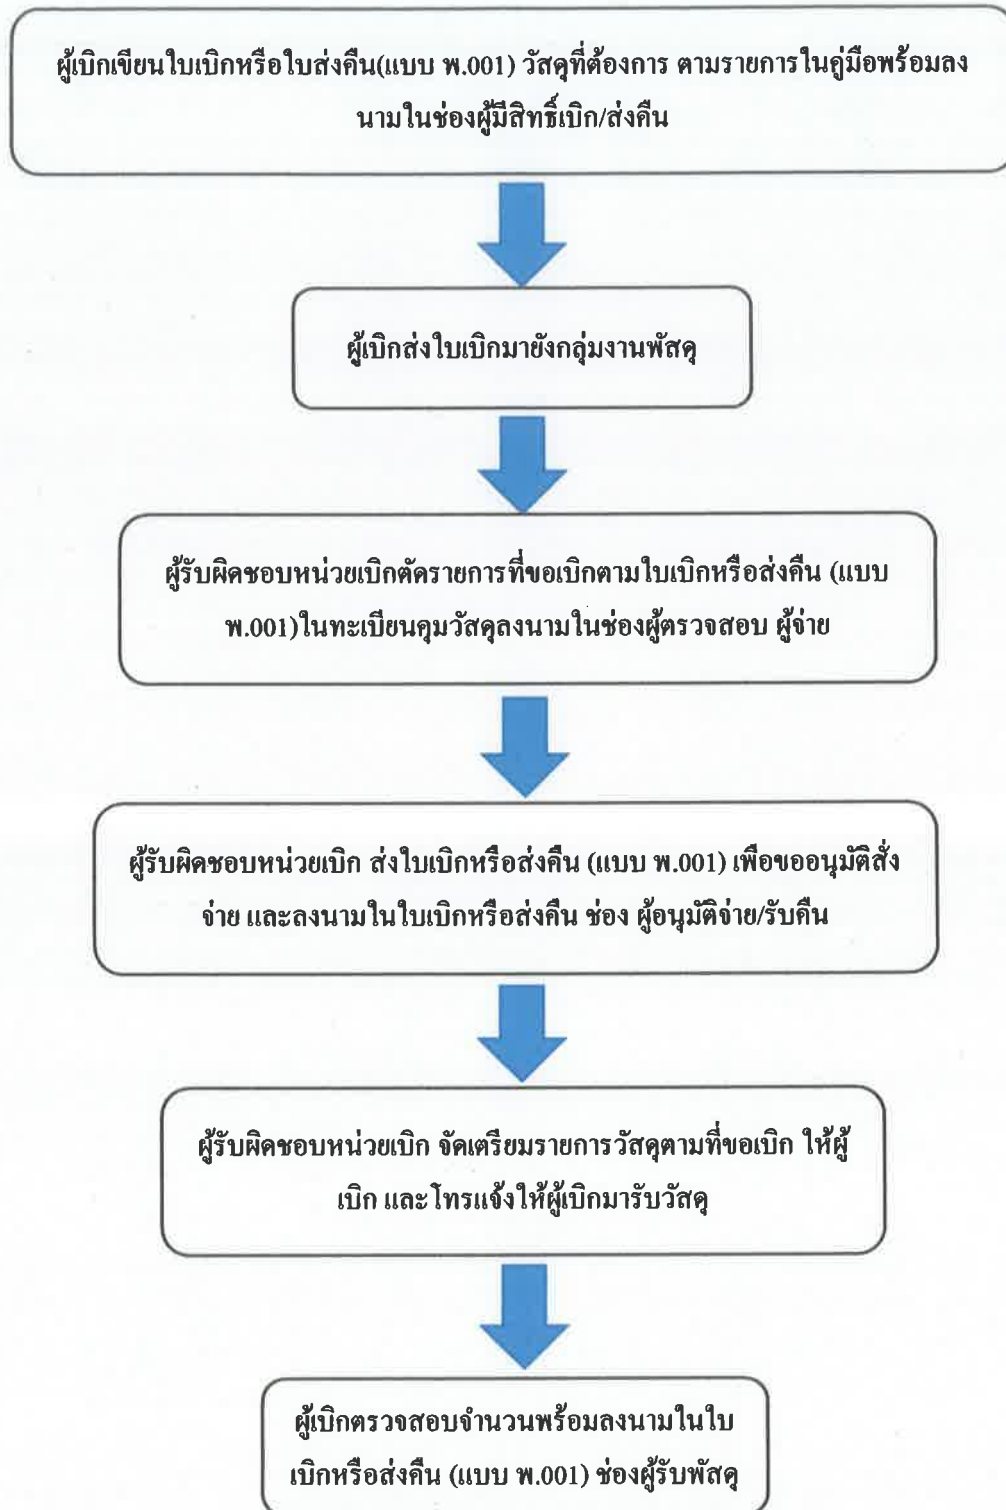 ผู้เบิกเขียนใบเบิกหรือใบส่งคืน(แบบ พ.001) วัสดุที่ต้องการ ตามรายการในคู่มือพร้อมลง
นามในช่องผู้มีสิทธิ์เบิก/ส่งคืน
ผู้เบิกส่งใบเบิกมายังกลุ่มงานพัสดุ
ผู้รับผิดชอบหน่วยเบิกตัดรายการที่ขอเบิกตามใบเบิกหรือส่งคืน (แบบ
พ.001)ในทะเบียนคุมวัสดุลงนามในช่องผู้ตรวจสอบ ผู้จ่าย
ผู้รับผิดชอบหน่วยเบิก ส่งใบเบิกหรือส่งคืน (แบบ พ.001) เพื่อขออนุมัติสั่ง
จ่าย และลงนามในใบเบิกหรือส่งคืน ช่อง ผู้อนุมัติจ่าย/รับคืน
ผู้รับผิดชอบหน่วยเบิก จัดเตรียมรายการวัสดุตามที่ขอเบิก ให้ผู้
เบิก และโทรแจ้งให้ผู้เบิกมารับวัสดุ
ผู้เบิกตรวจสอบจำนวนพร้อมลงนามในใบ
เบิกหรือส่งคืน (แบบ พ.001) ช่องผู้รับพัสดุ